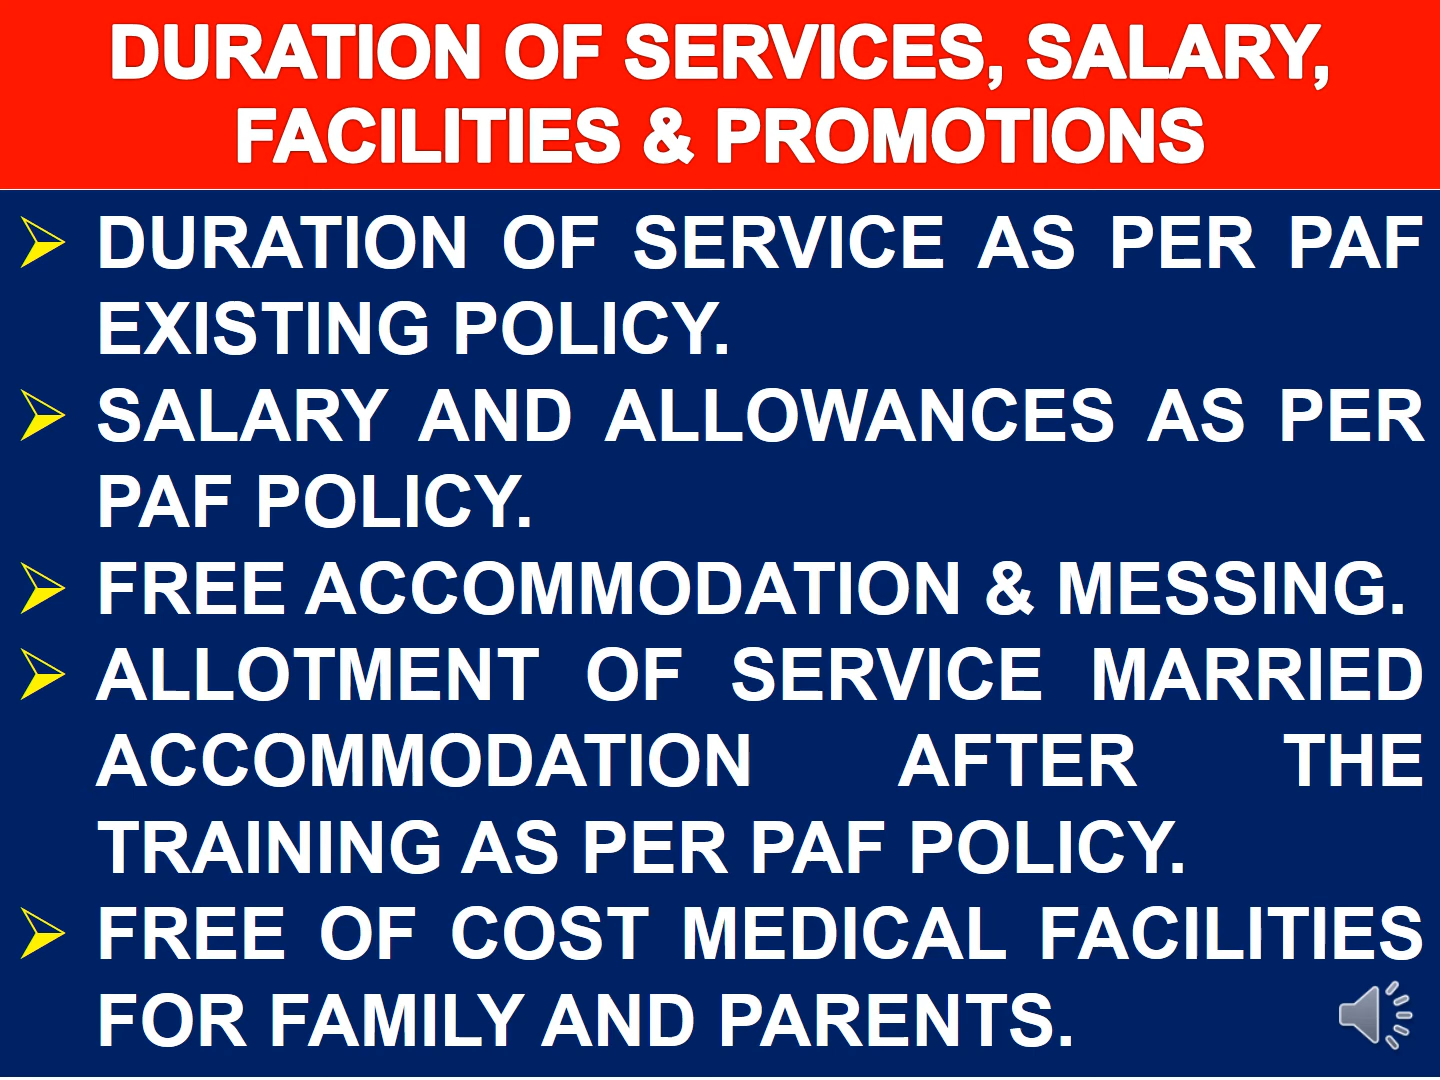 DURATION OF SERVICES, SALARY,
FACILITIES & PROMOTIONS
DURATION OF SERVICE AS PER PAF
EXISTING POLICY.
SALARY AND ALLOWANCES AS PER
PAF POLICY.
FREE ACCOMMODATION & MESSING.
ALLOTMENT OF SERVICE MARRIED
ACCOMMODATION AFTER THE
TRAINING AS PER PAF POLICY.
FREE OF COST MEDICAL FACILITIES
FOR FAMILY AND PARENTS.